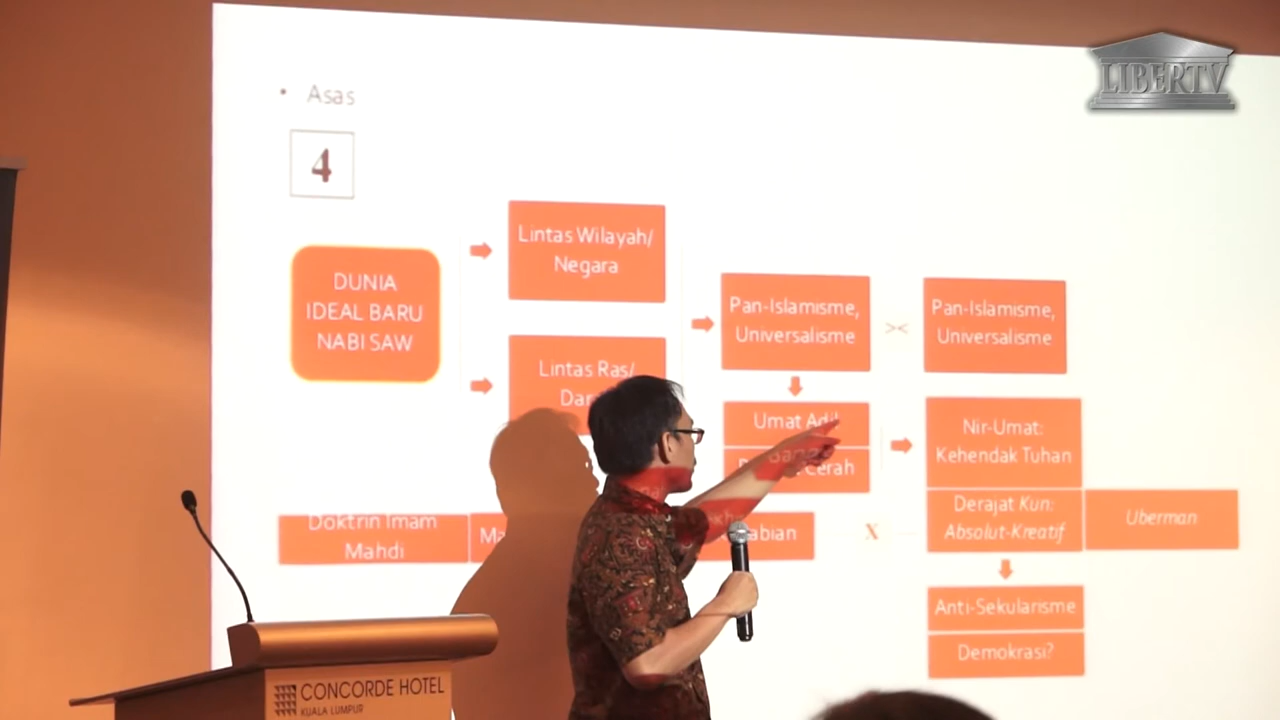 LIBERTV
• Asas
4
DUNIA
IDEAL BARU
NABI SAW
Lintas Wilayah/
Negara
Lintas Ras/
Pan-Islamisme,
Universalisme
><
Pan-Islamisme,
Universalisme
Umat Adil
Cerah
Nir-Umat:
Kehendak Tuhan
Derajat Kun:
Absolut-Kreatif
Uberman
Doktrin Imam
Mahdi
X
Anti-Sekularisme
Demokrasi?
CONCORDE HOTEL
KUALA LUMPUR